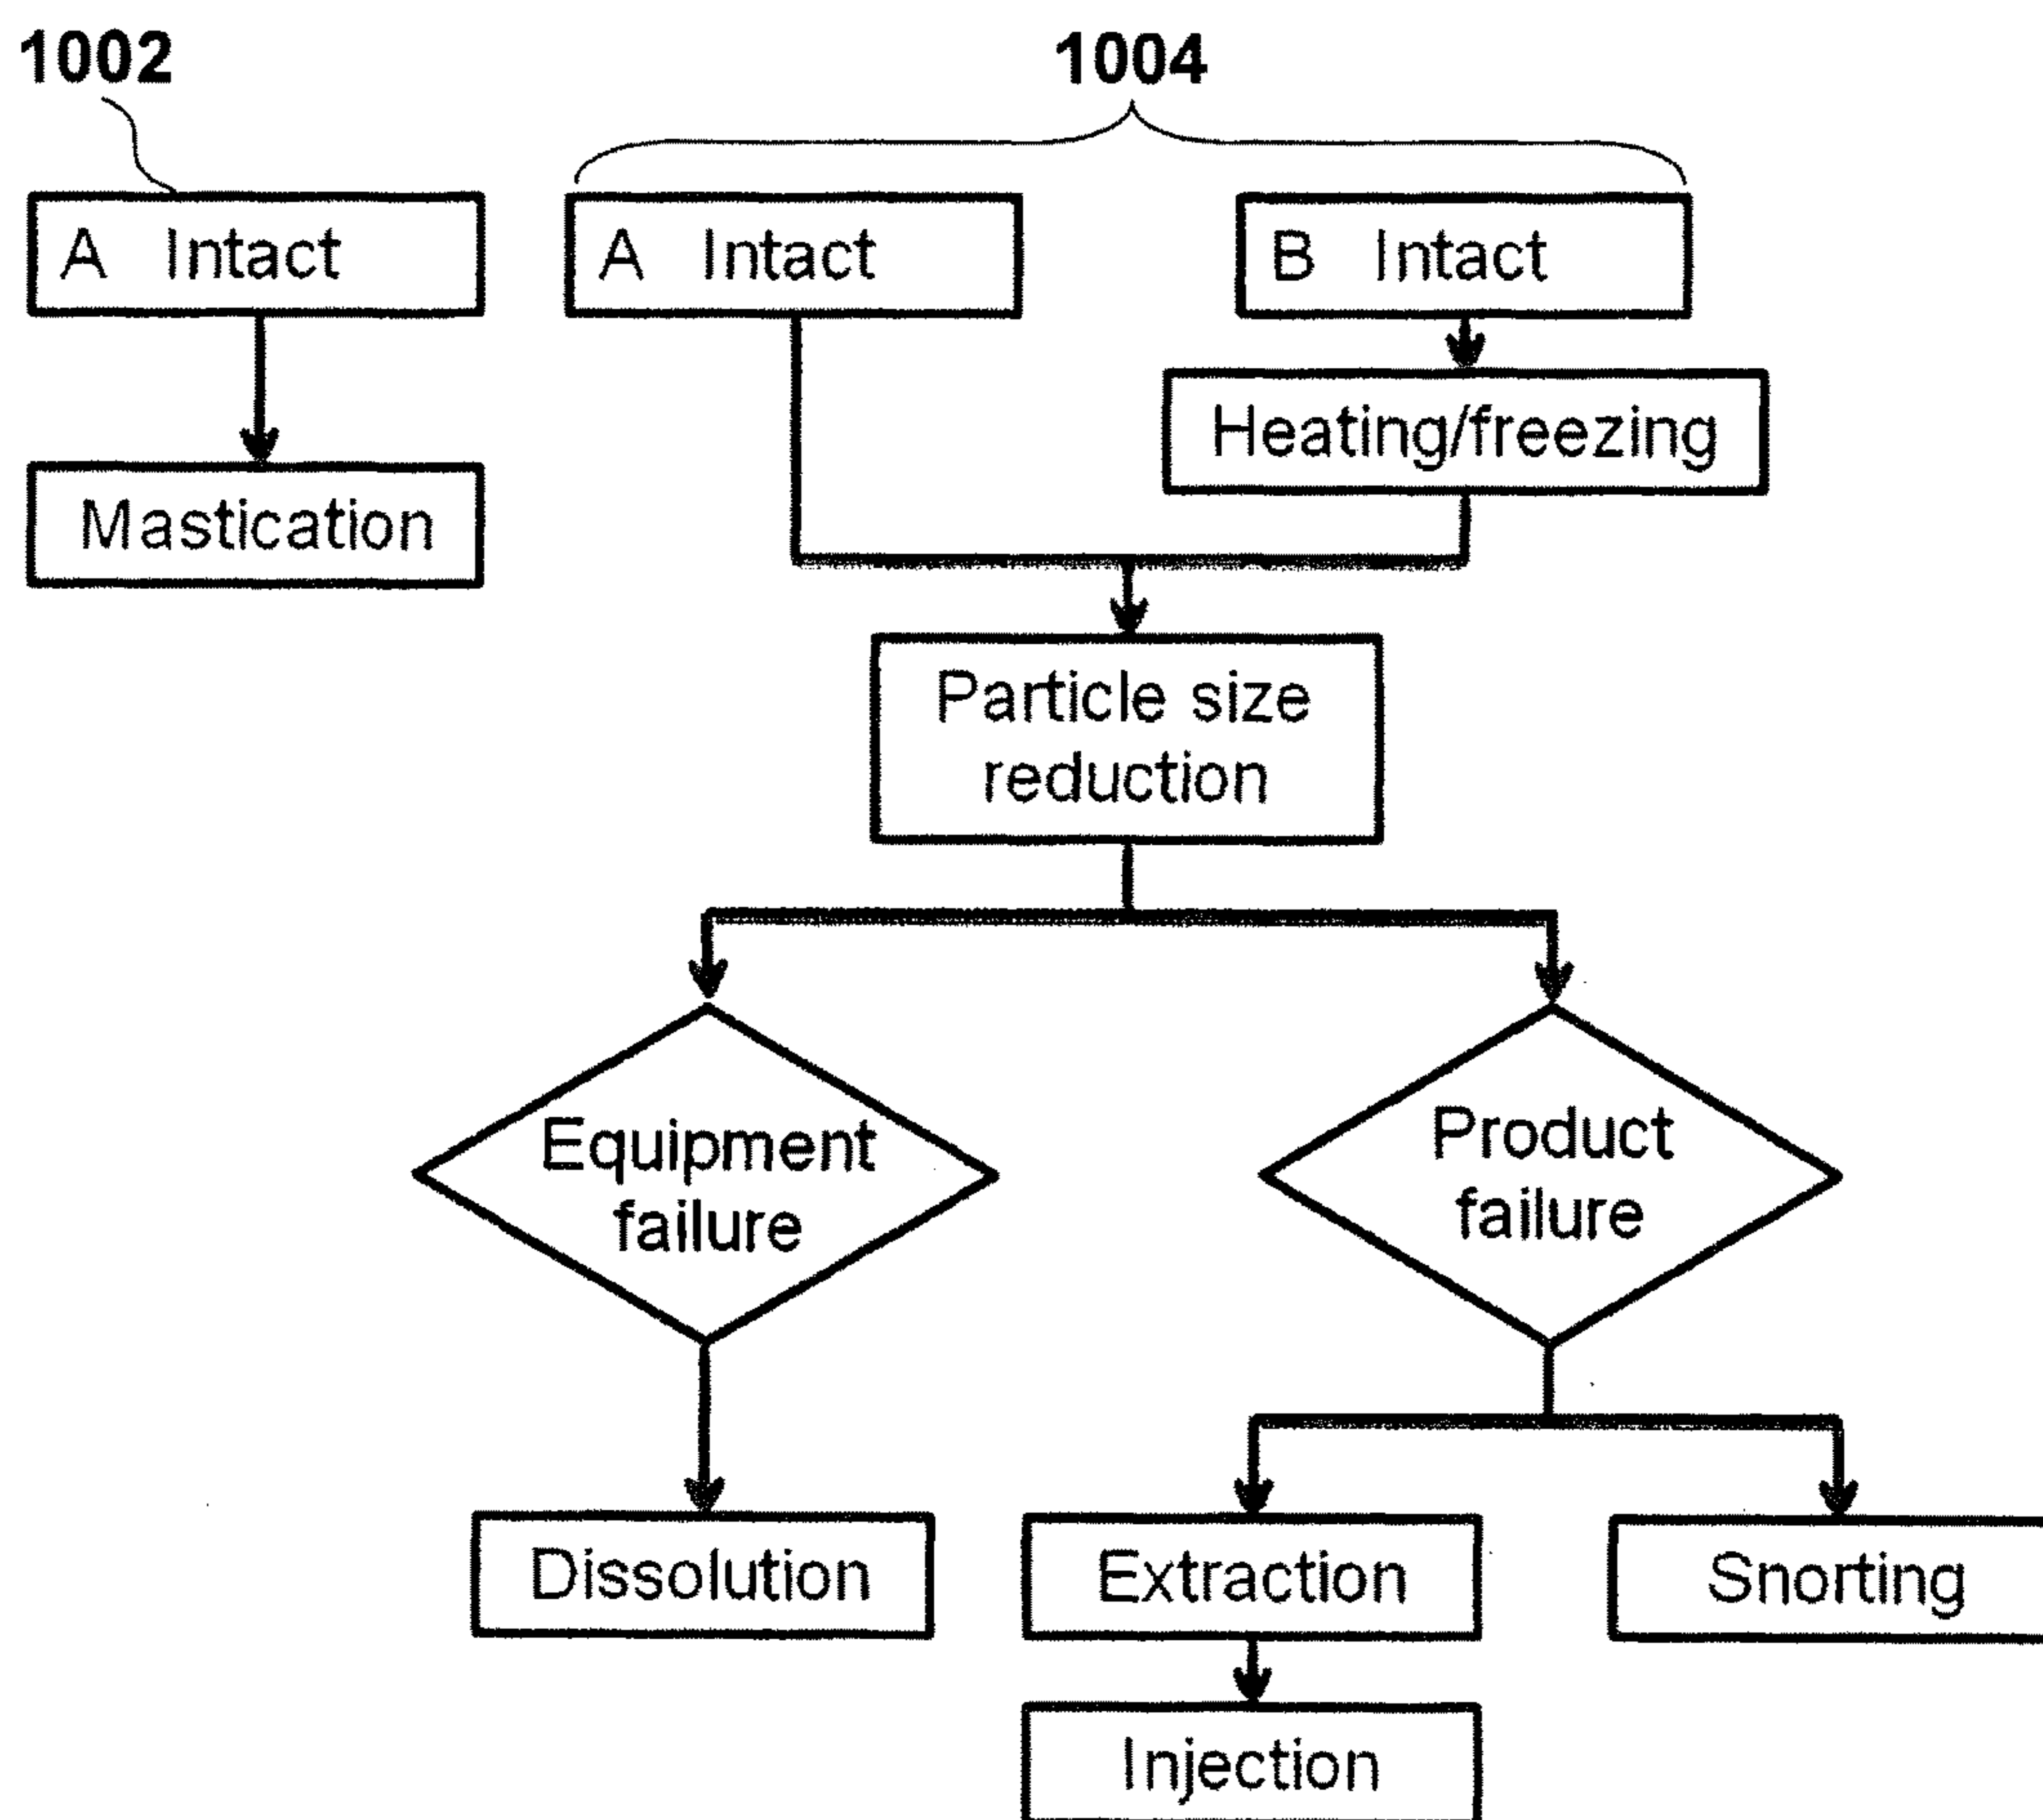 1002
1004
A Intact
A Intact
B Intact
Heating/freezing
Mastication
Particle size
reduction
Equipment
failure
Product
failure
Dissolution
Extraction
Snorting
Injection